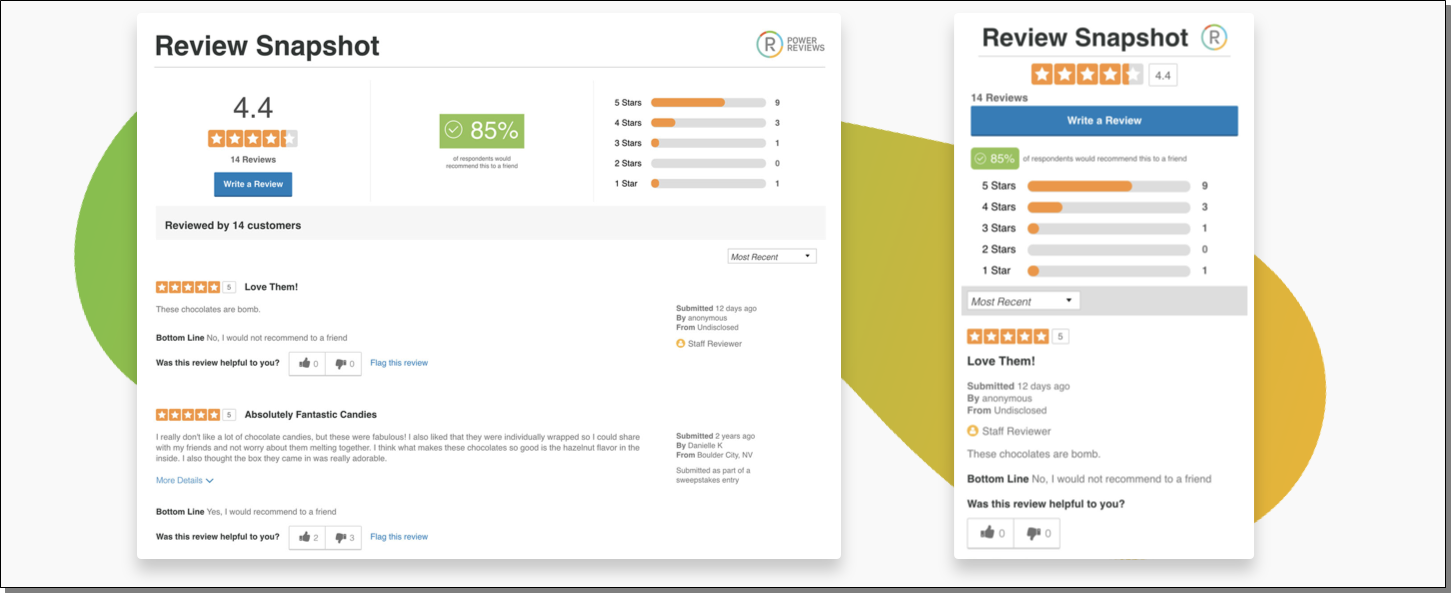 Review Snapshot
R POWER REVIEWS
4.4
14 Reviews
Write a Review
85%
of respondents would
recommend this to a friend
5 Stars 9
4 Stars 3
3 Stars 1
2 Stars 0
1 Star 1
Reviewed by 14 customers
Most Recent
5 Love Them!
These chocolates are bomb.
Submitted 12 days ago
By anonymous
From Undisclosed
Staff Reviewer
Bottom Line No, I would not recommend to a friend
Was this review helpful to you? 0 0 Flag this review
5 Absolutely Fantastic Candies
I really don't like a lot of chocolate candies, but these were fabulous! I also liked that they were individually wrapped so I could share
with my friends and not worry about them melting together. I think what makes these chocolates so good is the hazelnut flavor in the
inside. I also thought the box they came in was really adorable.
Submitted 2 years ago
By Danielle K
From Boulder City, NV
Submitted as part of a
sweepstakes entry
More Details
Bottom Line Yes, I would recommend to a friend
Was this review helpful to you? 2 3 Flag this review
Review Snapshot R
4.4
14 Reviews
Write a Review
85% of respondents would recommend this to a friend
5 Stars 9
4 Stars 3
3 Stars 1
2 Stars 0
1 Star 1
Most Recent
5
Love Them!
Submitted 12 days ago
By anonymous
From Undisclosed
Staff Reviewer
These chocolates are bomb.
Bottom Line No, I would not recommend to a friend
Was this review helpful to you?
0 0